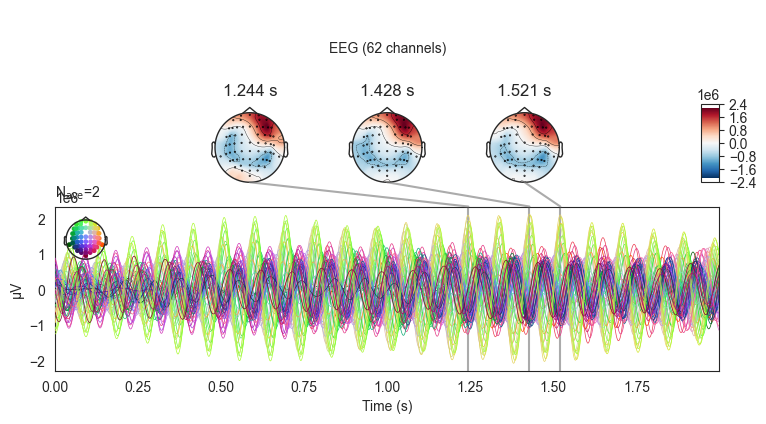 EEG (62 channels)
1.244 s
1.428 s
1.521 s
1e6
2.4
1.6
0.8
0.0
−0.8
−1.6
−2.4
Nave=2
1e6
2
1
0
−1
−2
μV
0.00 0.25 0.50 0.75 1.00 1.25 1.50 1.75
Time (s)